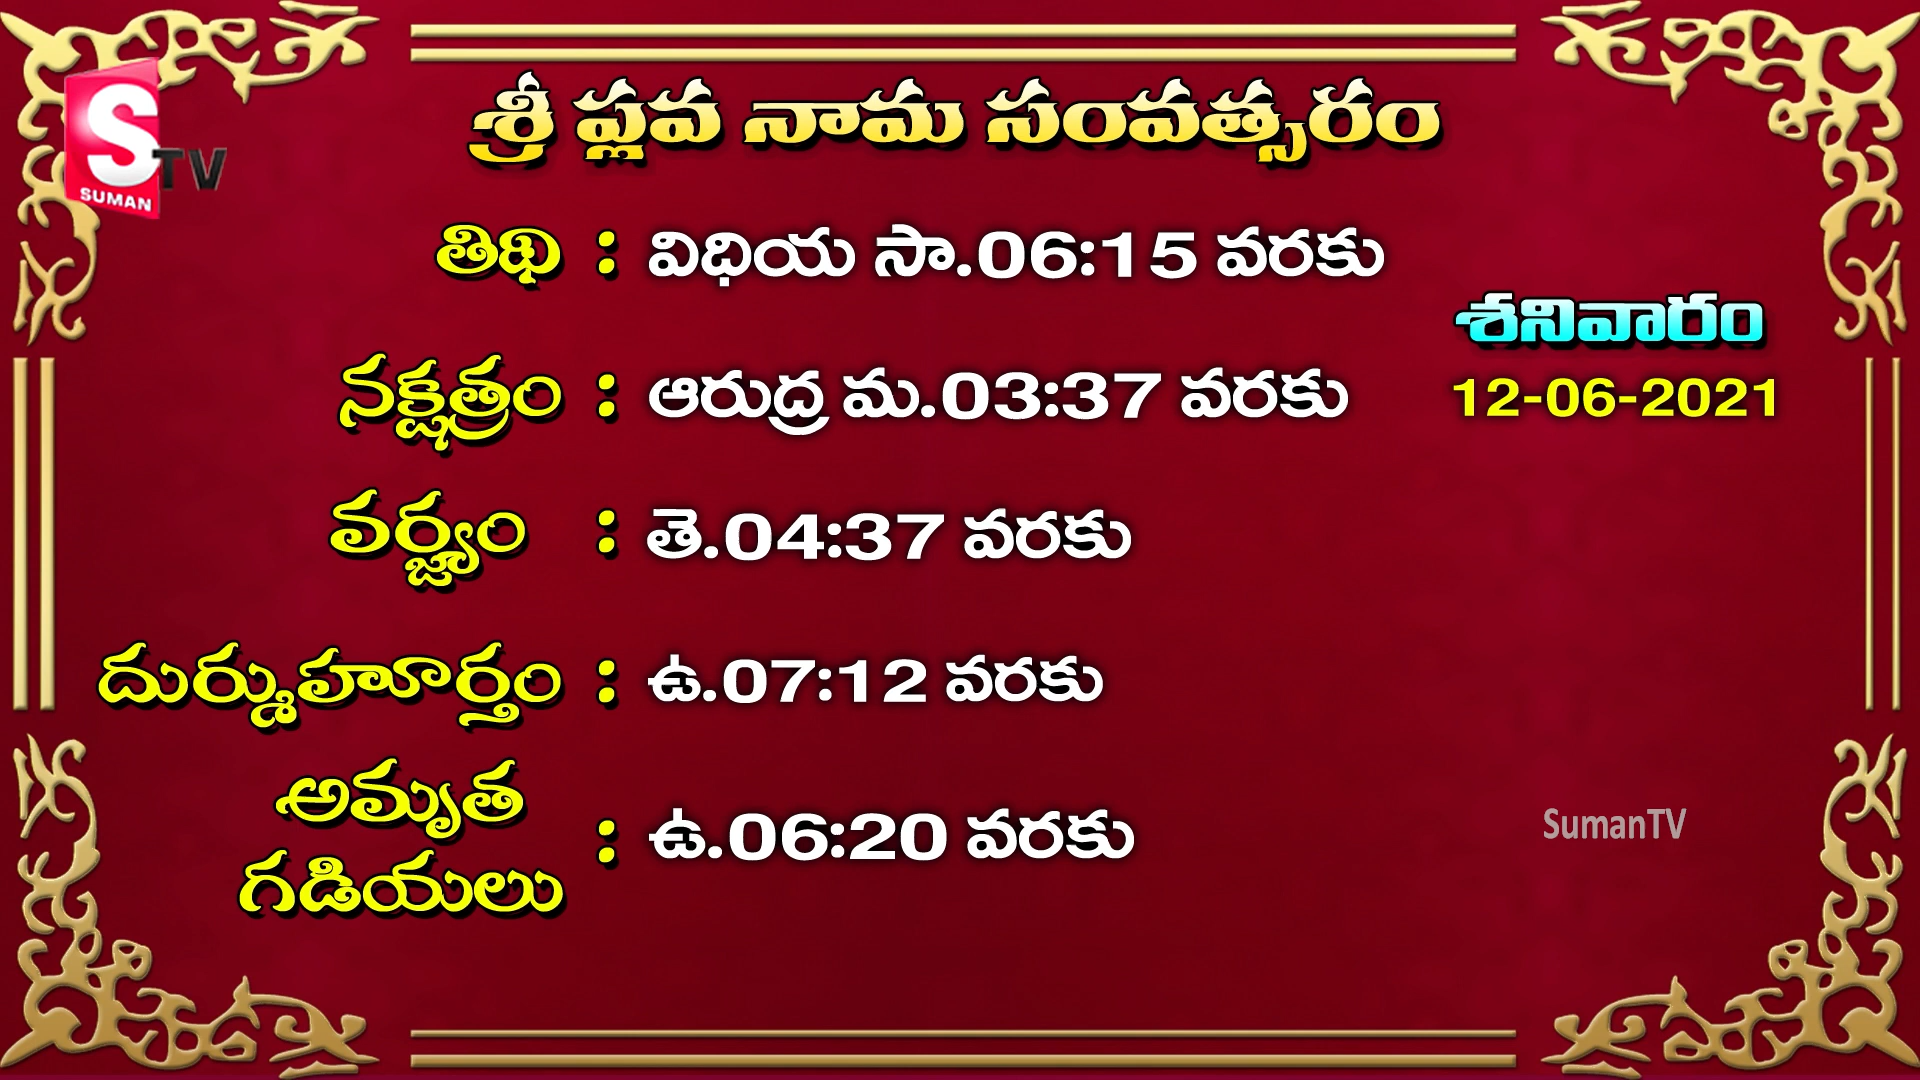 S
TV
SUMAN
శ్రీ ప్లవ నామ సంవత్సరం
తిథి : విధియ సా.06:15 వరకు
శనివారం
12-06-2021
నక్షత్రం : ఆరుద్ర మ.03:37 వరకు
వర్జ్యం : తె.04:37 వరకు
దుర్ముహూర్తం : ఉ.07:12 వరకు
అమృత
గడియలు : ఉ.06:20 వరకు
SumanTV